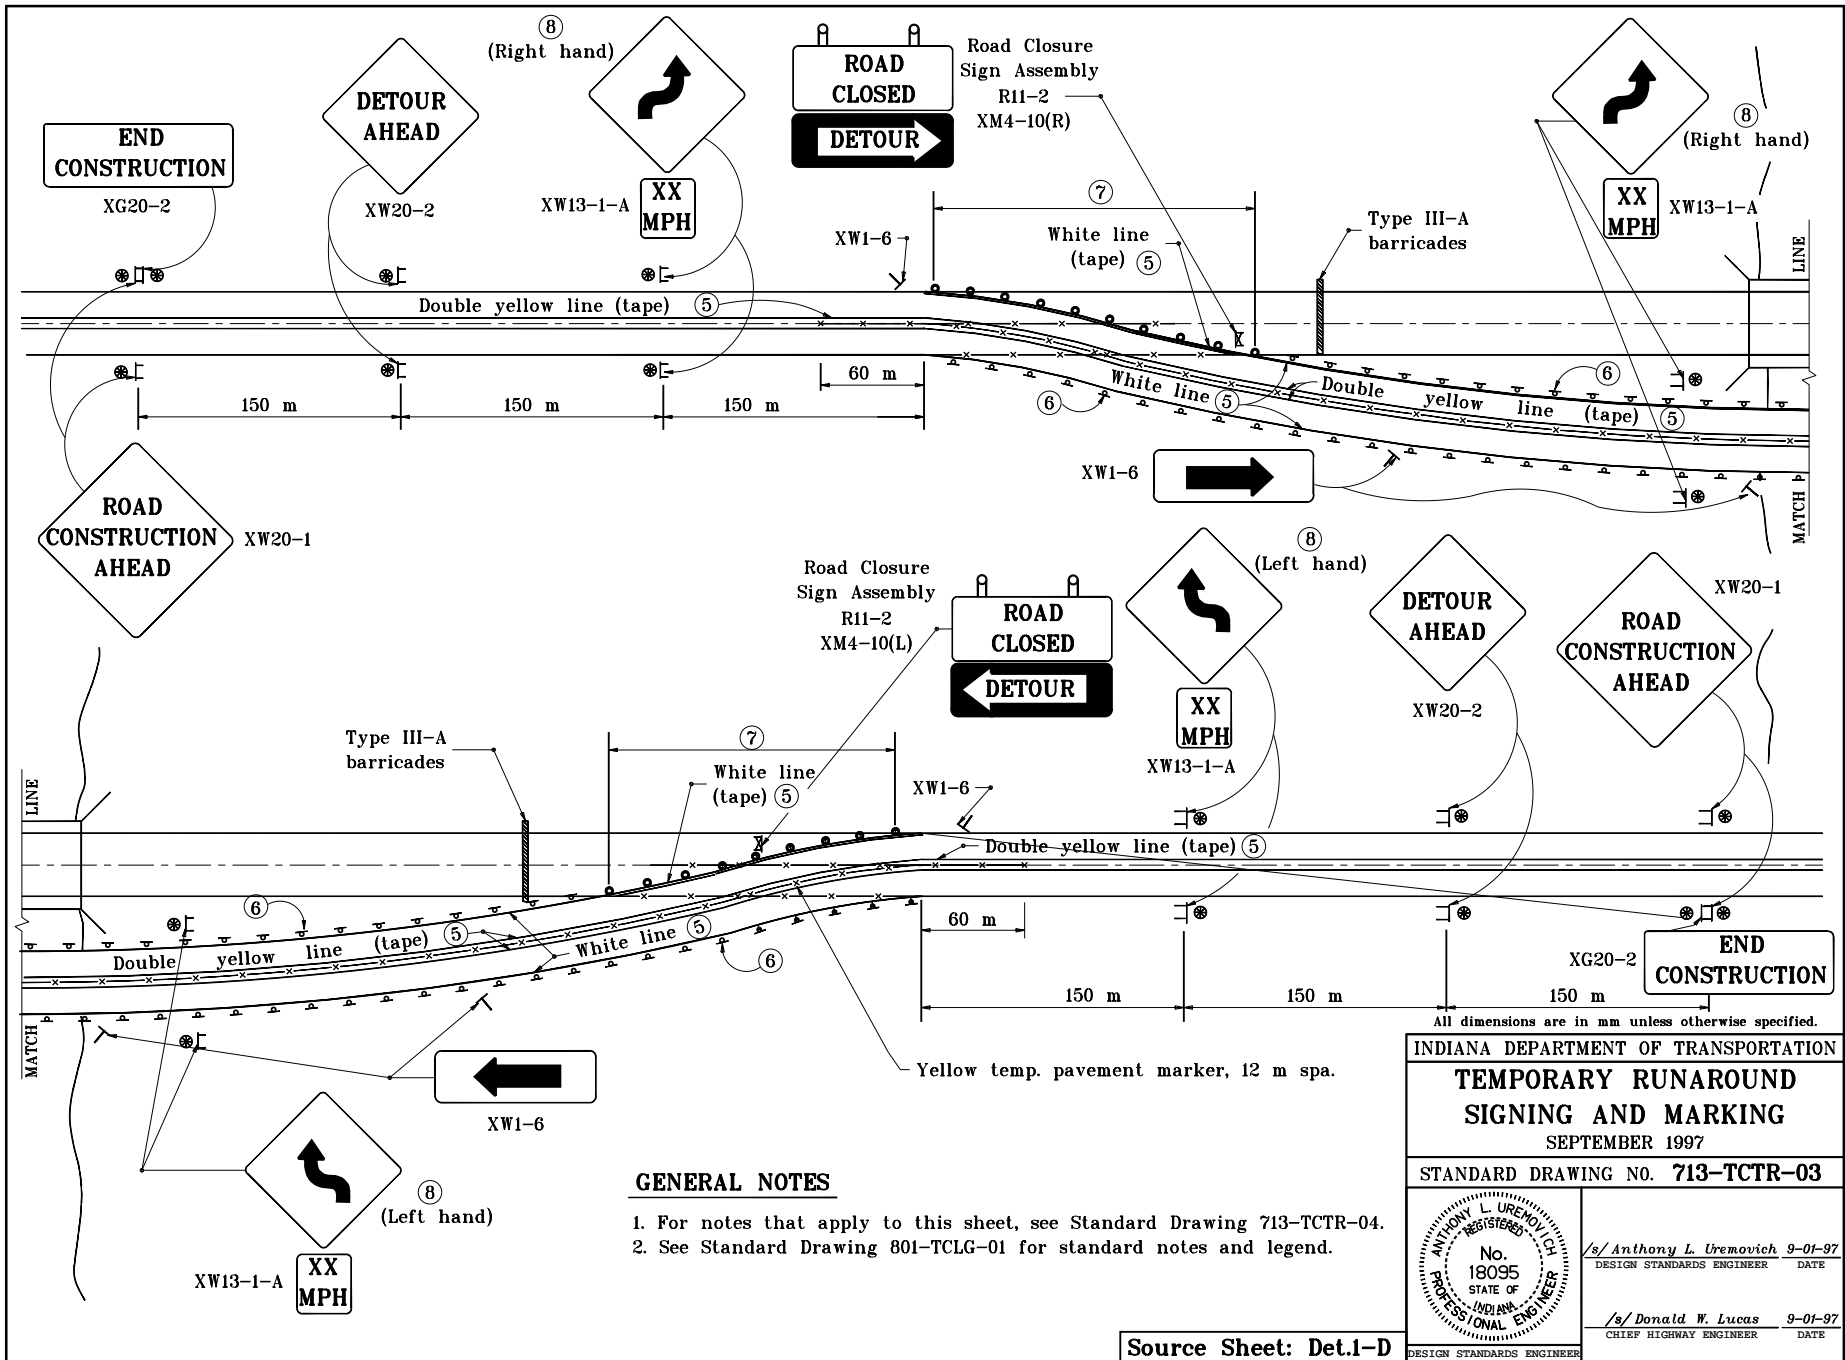 8
(Right hand)
END
CONSTRUCTION
XG20-2
DETOUR
AHEAD
XW20-2
XX
MPH
XW13-1-A
ROAD
CLOSED
DETOUR
Road Closure
Sign Assembly
R11-2
XM4-10(R)
8
(Right hand)
XX
MPH
XW13-1-A
7
XW1-6
White line
(tape) 5
Type III-A
barricades
LINE
Double yellow line (tape) 5
60 m
150 m
150 m
150 m
6
White line 5
Double yellow line (tape) 5
6
XW1-6
MATCH
ROAD
CONSTRUCTION
AHEAD
XW20-1
Road Closure
Sign Assembly
R11-2
XM4-10(L)
ROAD
CLOSED
DETOUR
8
(Left hand)
XX
MPH
XW13-1-A
DETOUR
AHEAD
XW20-2
XW20-1
ROAD
CONSTRUCTION
AHEAD
Type III-A
barricades
7
White line
(tape) 5
XW1-6
LINE
Double yellow line (tape) 5
6
Double yellow line (tape) 5
White line 5
6
60 m
XG20-2
END
CONSTRUCTION
150 m
150 m
150 m
MATCH
XW1-6
Yellow temp. pavement marker, 12 m spa.
8
(Left hand)
XW13-1-A
XX
MPH
GENERAL NOTES
1. For notes that apply to this sheet, see Standard Drawing 713-TCTR-04.
2. See Standard Drawing 801-TCLG-01 for standard notes and legend.
All dimensions are in mm unless otherwise specified.
INDIANA DEPARTMENT OF TRANSPORTATION
TEMPORARY RUNAROUND
SIGNING AND MARKING
SEPTEMBER 1997
STANDARD DRAWING NO. 713-TCTR-03
ANTHONY L. UREMOVICH
REGISTERED
No.
18095
STATE OF
INDIANA
PROFESSIONAL ENGINEER
DESIGN STANDARDS ENGINEER
/s/ Anthony L. Uremovich 9-01-97
DESIGN STANDARDS ENGINEER DATE
/s/ Donald W. Lucas 9-01-97
CHIEF HIGHWAY ENGINEER DATE
Source Sheet: Det.1-D